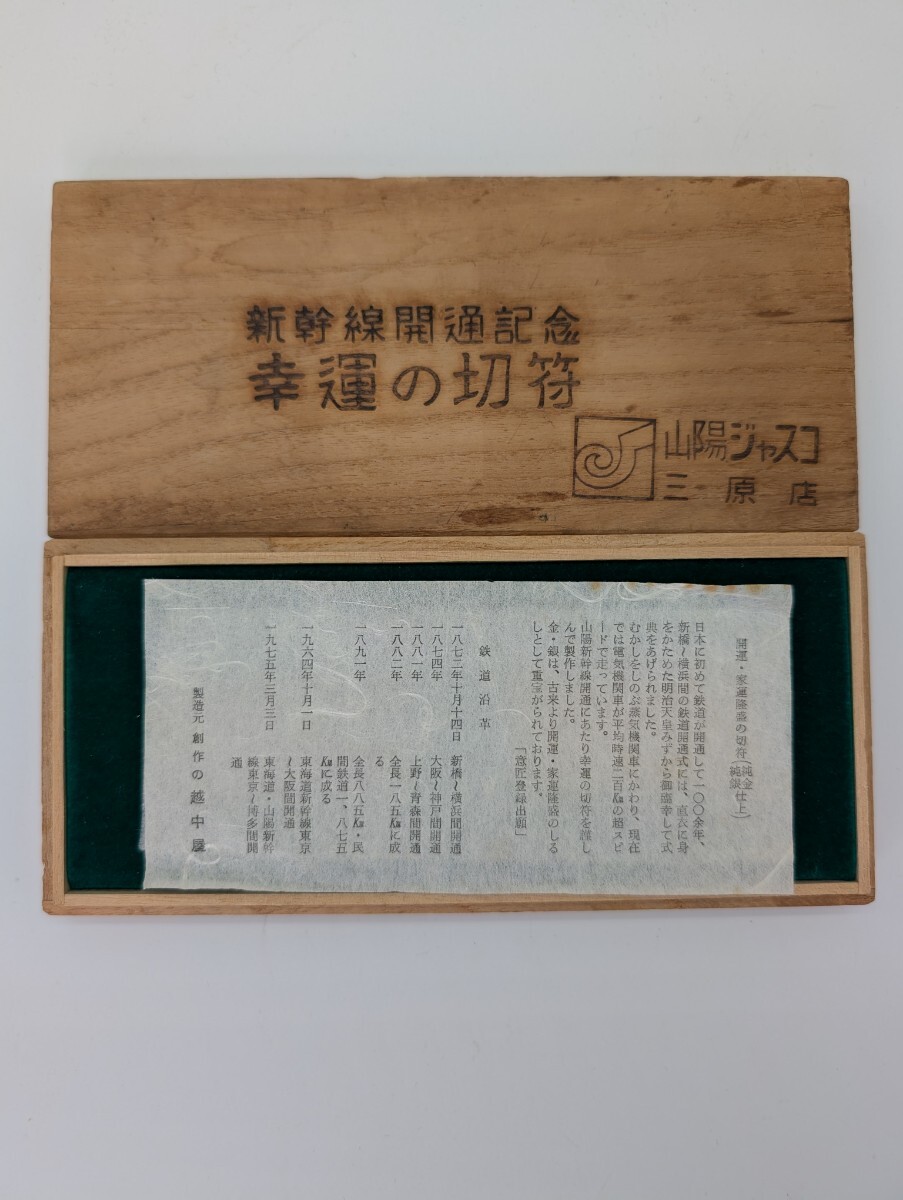 新幹線開通記念
幸運の切符
山陽ジャスコ
三原店
開運・家運隆盛の切符(純金純銀仕上)
日本に初めて鉄道が開通して一〇〇余年、
新橋〜横浜間の鉄道開通式には、直衣に身
をかためた明治天皇みずから御臨幸して式
典をあげられました。
むかしをしのぶ蒸気機関車にかわり、現在
では電気機関車が平均時速二百Kmの超スピ
ードで走っています。
山陽新幹線開通にあたり幸運の切符を謹し
んで製作しました。
金・銀は、古来より開運・家運隆盛のしる
しとして重宝がられております。
「意匠登録出願」
鉄道沿革
一八七二年十月十四日 新橋〜横浜間開通
一八七四年 大阪〜神戸間開通
一八八一年 上野〜青森間開通
一八八二年 全長一八五Kmに成
る
一八九一年 全長八八五Km・民
間鉄道一、八七五
Kmに成る
一九六四年十月一日 東海道新幹線東京
〜大阪間開通
一九七五年三月三日 東海道・山陽新幹
線東京〜博多間開
通
製造元 創作の越中屋